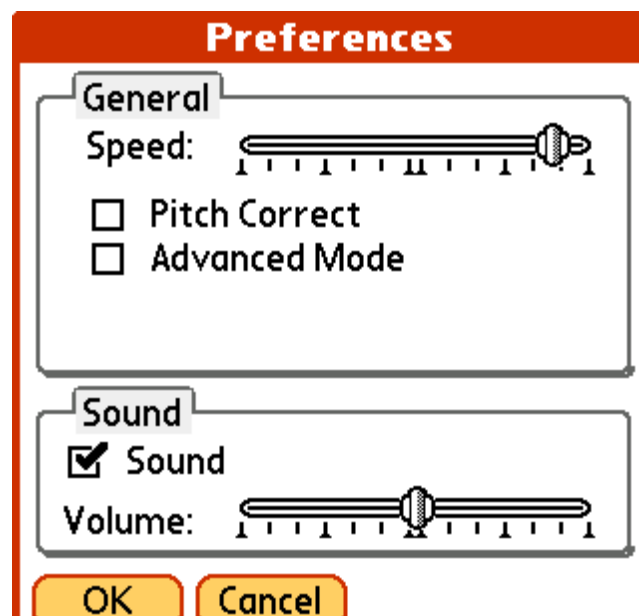 Preferences
General
Speed:
Pitch Correct
Advanced Mode
Sound
Sound
Volume:
OK Cancel